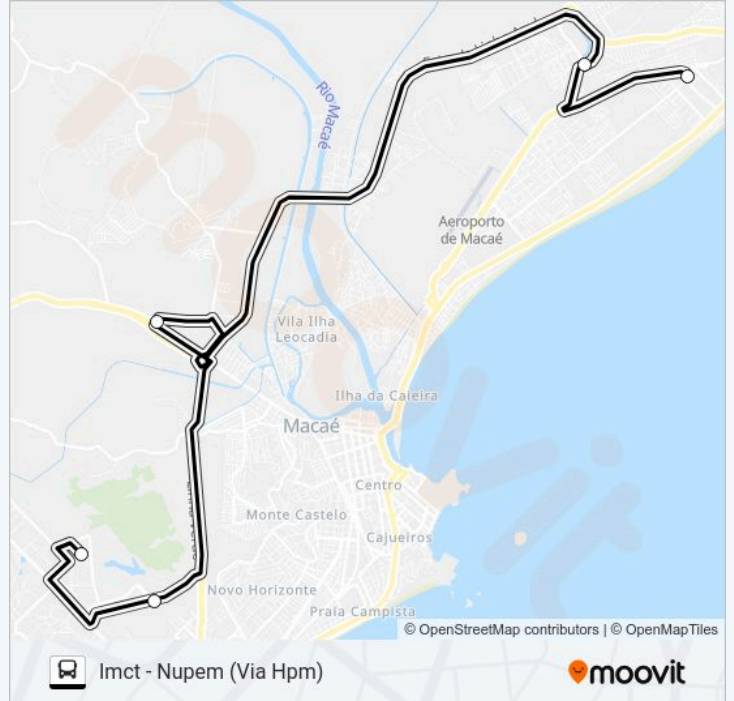 Rio Macaé
Aeroporto
de Macaé
Vila Ilha
Leocadia
Ilha da Caieira
Macaé
Centro
Monte Castelo
Cajueiros
Novo Horizonte
Praia Campista
© OpenStreetMap contributors | © OpenMapTiles
Imct - Nupem (Via Hpm)
moovit